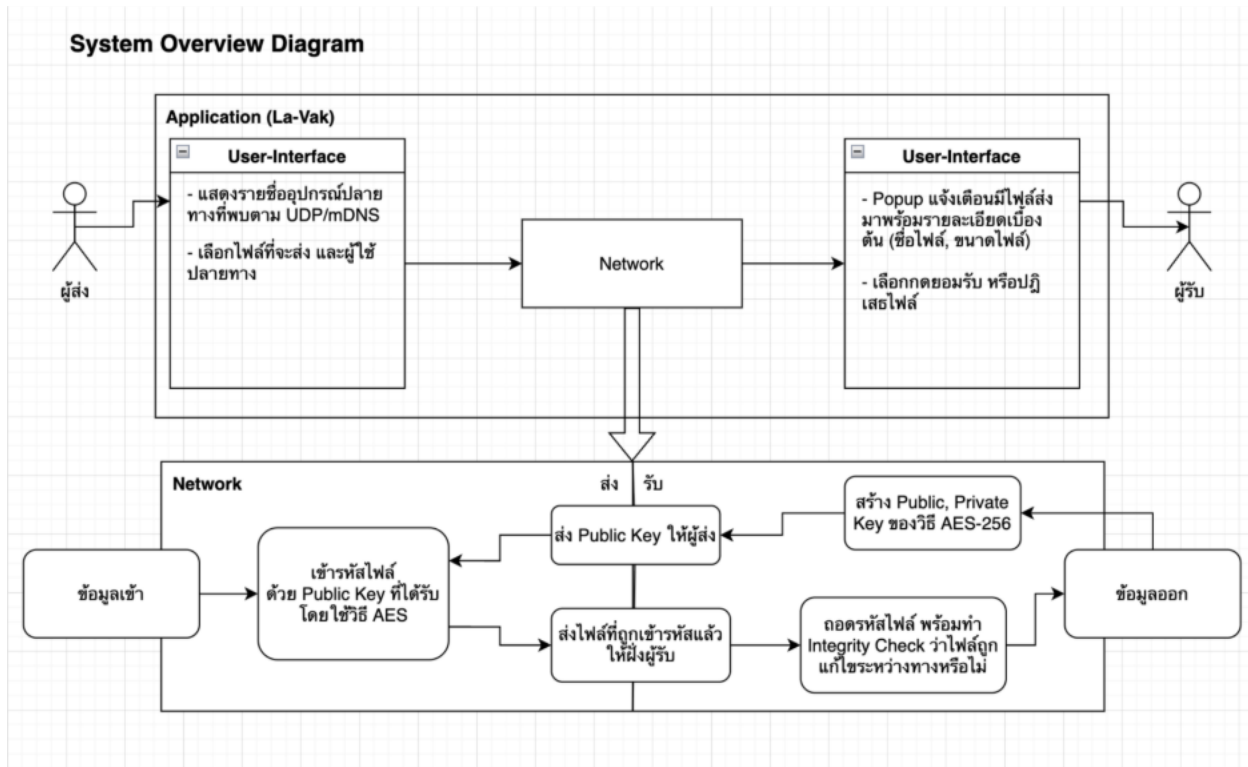 System Overview Diagram
Application (La-Vak)
User-Interface
- แสดงรายชื่ออุปกรณ์ปลาย
ทางที่พบตาม UDP/mDNS
- เลือกไฟล์ที่จะส่ง และผู้ใช้
ปลายทาง
ผู้ส่ง
Network
User-Interface
- Popup แจ้งเตือนมีไฟล์ส่ง
มาพร้อมรายละเอียดเบื้อง
ต้น (ชื่อไฟล์, ขนาดไฟล์)
- เลือกกดยอมรับ หรือปฎิ
เสธไฟล์
ผู้รับ
Network
ส่ง
รับ
ข้อมูลเข้า
เข้ารหัสไฟล์
ด้วย Public Key ที่ได้รับ
โดยใช้วิธี AES
ส่ง Public Key ให้ผู้ส่ง
ส่งไฟล์ที่ถูกเข้ารหัสแล้ว
ให้ฝั่งผู้รับ
สร้าง Public, Private
Key ของวิธี AES-256
ถอดรหัสไฟล์ พร้อมทำ
Integrity Check ว่าไฟล์ถูก
แก้ไขระหว่างทางหรือไม่
ข้อมูลออก